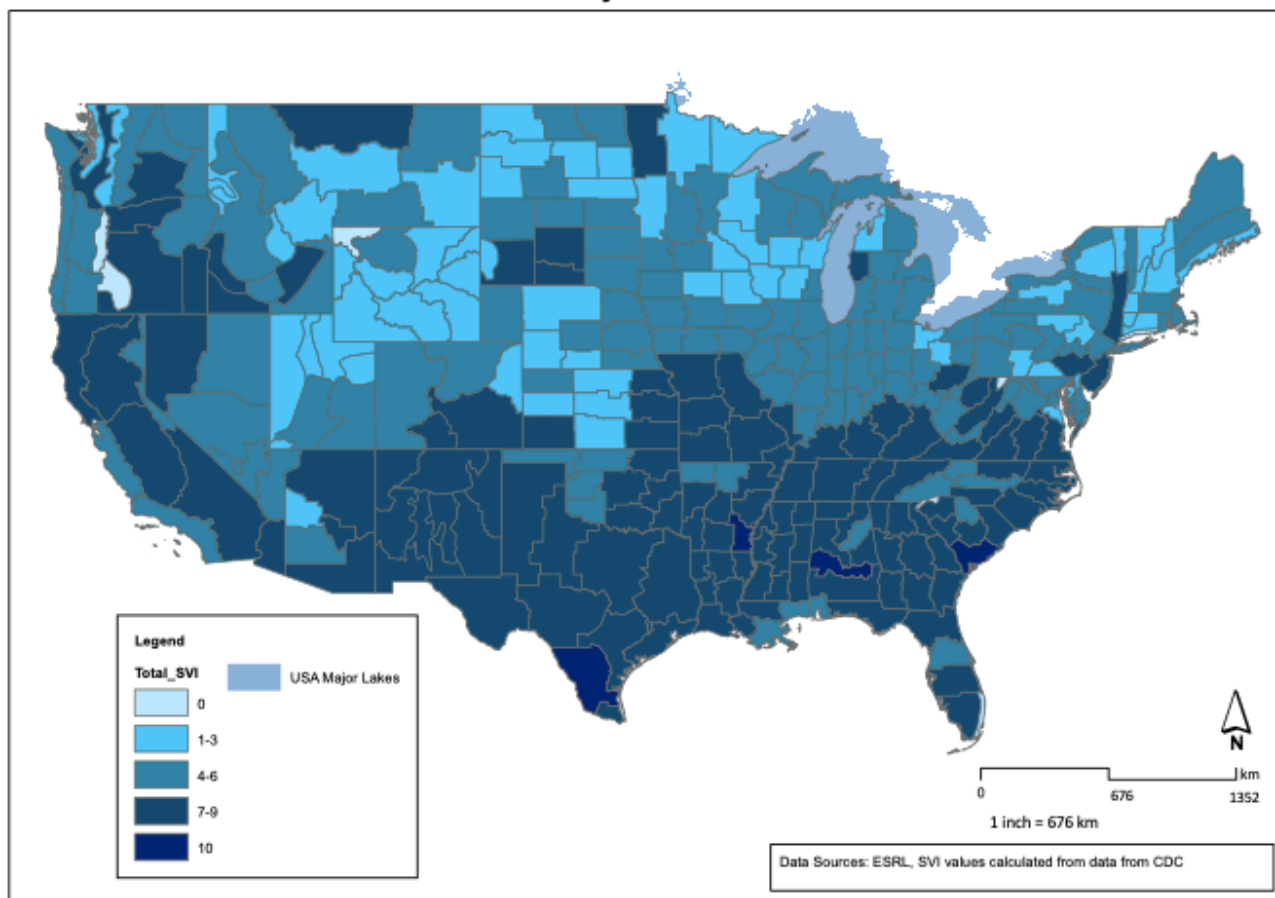 Legend
Total_SVI
USA Major Lakes
0
1-3
4-6
7-9
10
N
km
0 676 1352
1 inch = 676 km
Data Sources: ESRL, SVI values calculated from data from CDC